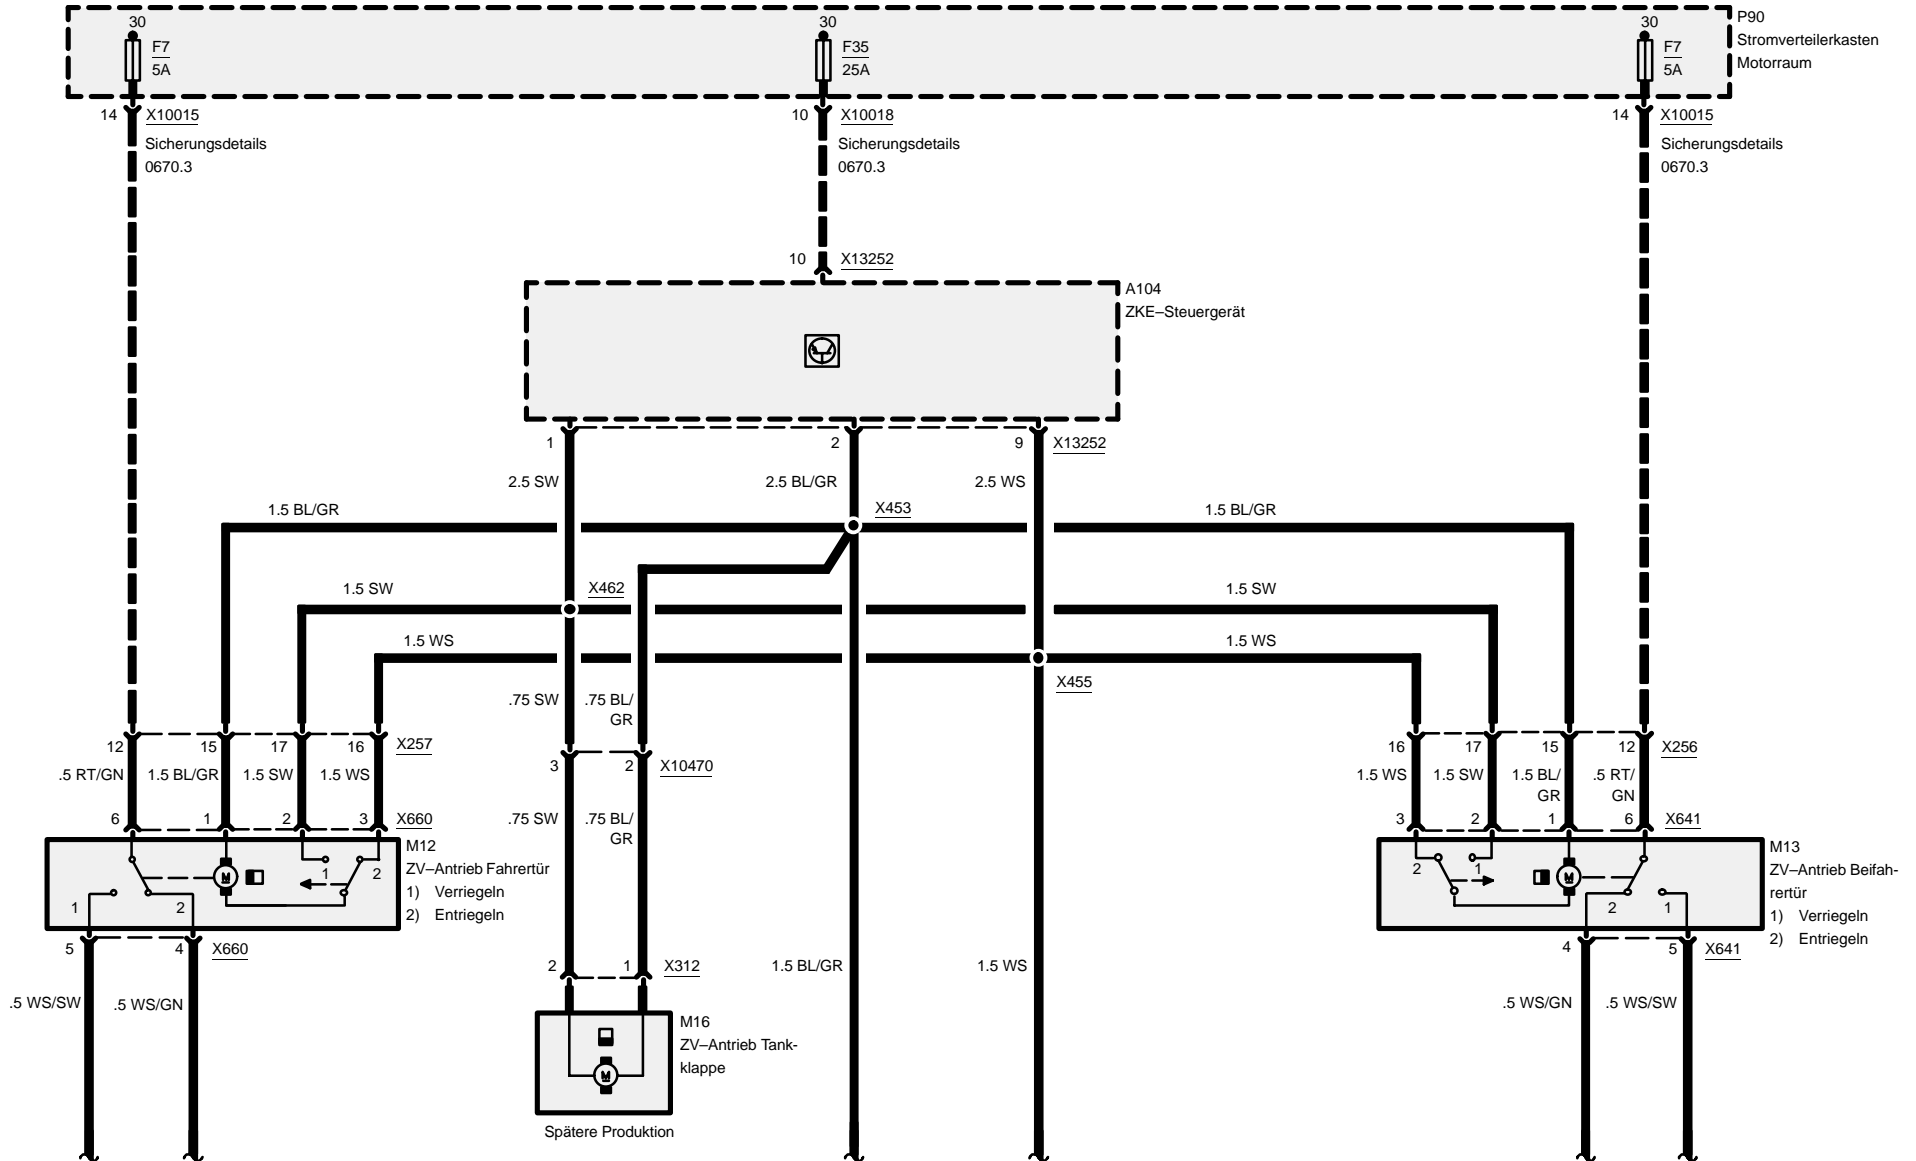 30
30
30
P90
F7
F35
F7
Stromverteilerkasten
5A
25A
5A
Motorraum
14
X10015
10
X10018
14
X10015
Sicherungsdetails
Sicherungsdetails
Sicherungsdetails
0670.3
0670.3
0670.3
10
X13252
A104
ZKE–Steuergerät
1
2
9
X13252
2.5 SW
2.5 BL/GR
2.5 WS
1.5 BL/GR
X453
1.5 BL/GR
1.5 SW
X462
1.5 SW
1.5 WS
1.5 WS
X455
.75 SW
.75 BL/
GR
12
15
17
16
X257
16
17
15
12
X256
3
2
X10470
.5 RT/GN
1.5 BL/GR
1.5 SW
1.5 WS
1.5 WS
1.5 SW
1.5 BL/
GR
.5 RT/
GN
6
1
2
3
X660
.75 SW
.75 BL/
GR
3
2
1
6
X641
M12
ZV–Antrieb Fahrertür
1) Verriegeln
2) Entriegeln
M
1
2
1
2
M13
ZV–Antrieb Beifah-
rertür
1) Verriegeln
2) Entriegeln
2
1
M
2
1
5
4
X660
4
5
X641
2
1
X312
1.5 BL/GR
1.5 WS
.5 WS/SW
.5 WS/GN
.5 WS/GN
.5 WS/SW
M16
ZV–Antrieb Tank-
klappe
M
Spätere Produktion